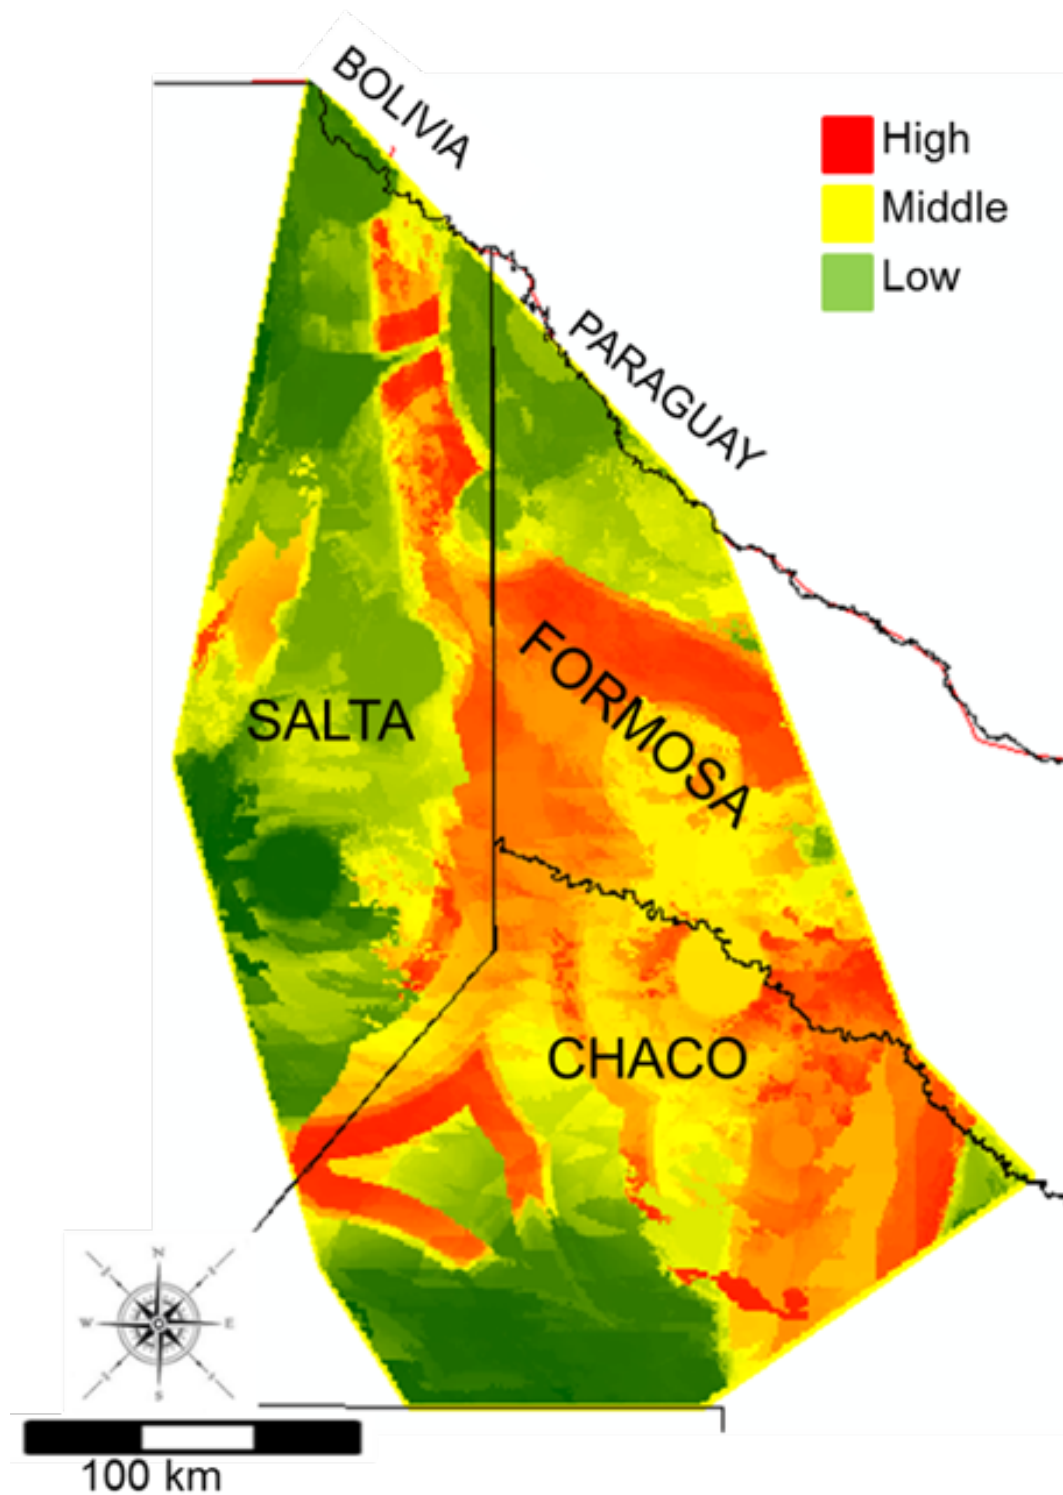 BOLIVIA
High
Middle
Low
PARAGUAY
FORMOSA
SALTA
CHACO
N
W
E
S
100 km